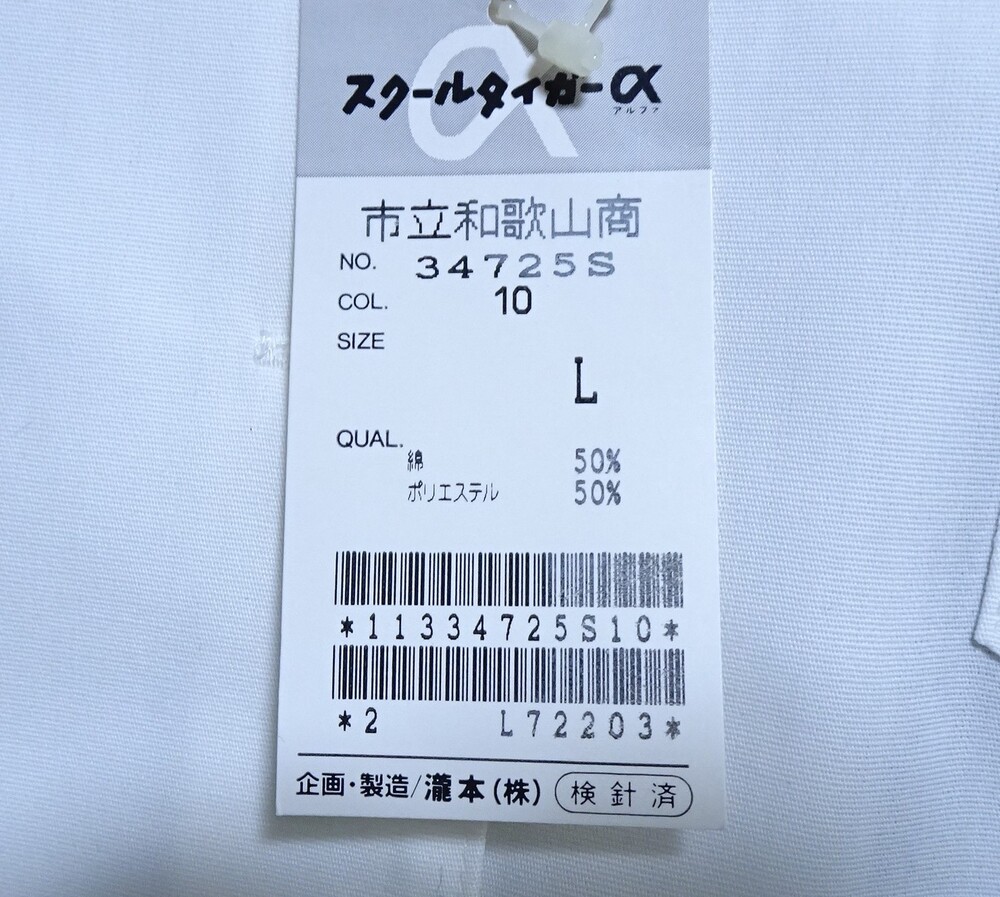 スクールタイガーα
アルファ
市立和歌山商
NO. 34725S
COL. 10
SIZE
L
QUAL.
綿 50%
ポリエステル 50%
*11334725S10*
*2 L72203*
企画・製造/瀧本(株) 検針済